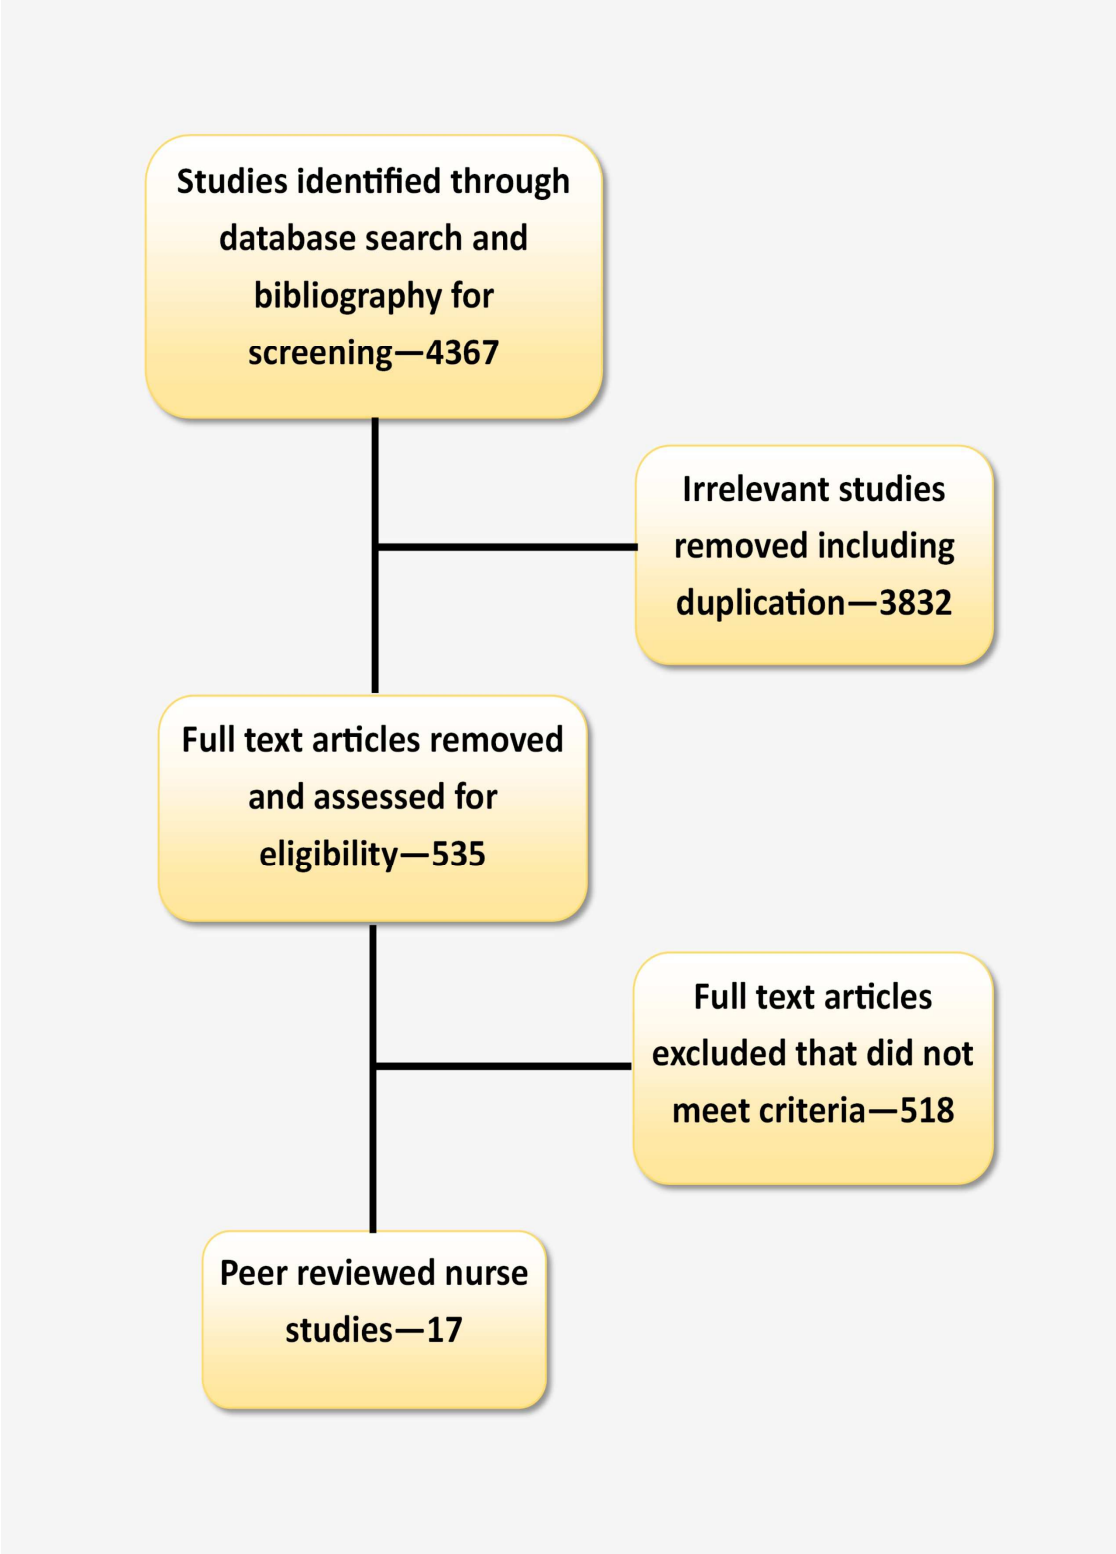 Studies identified through
database search and
bibliography for
screening—4367
Irrelevant studies
removed including
duplication—3832
Full text articles removed
and assessed for
eligibility—535
Full text articles
excluded that did not
meet criteria—518
Peer reviewed nurse
studies—17